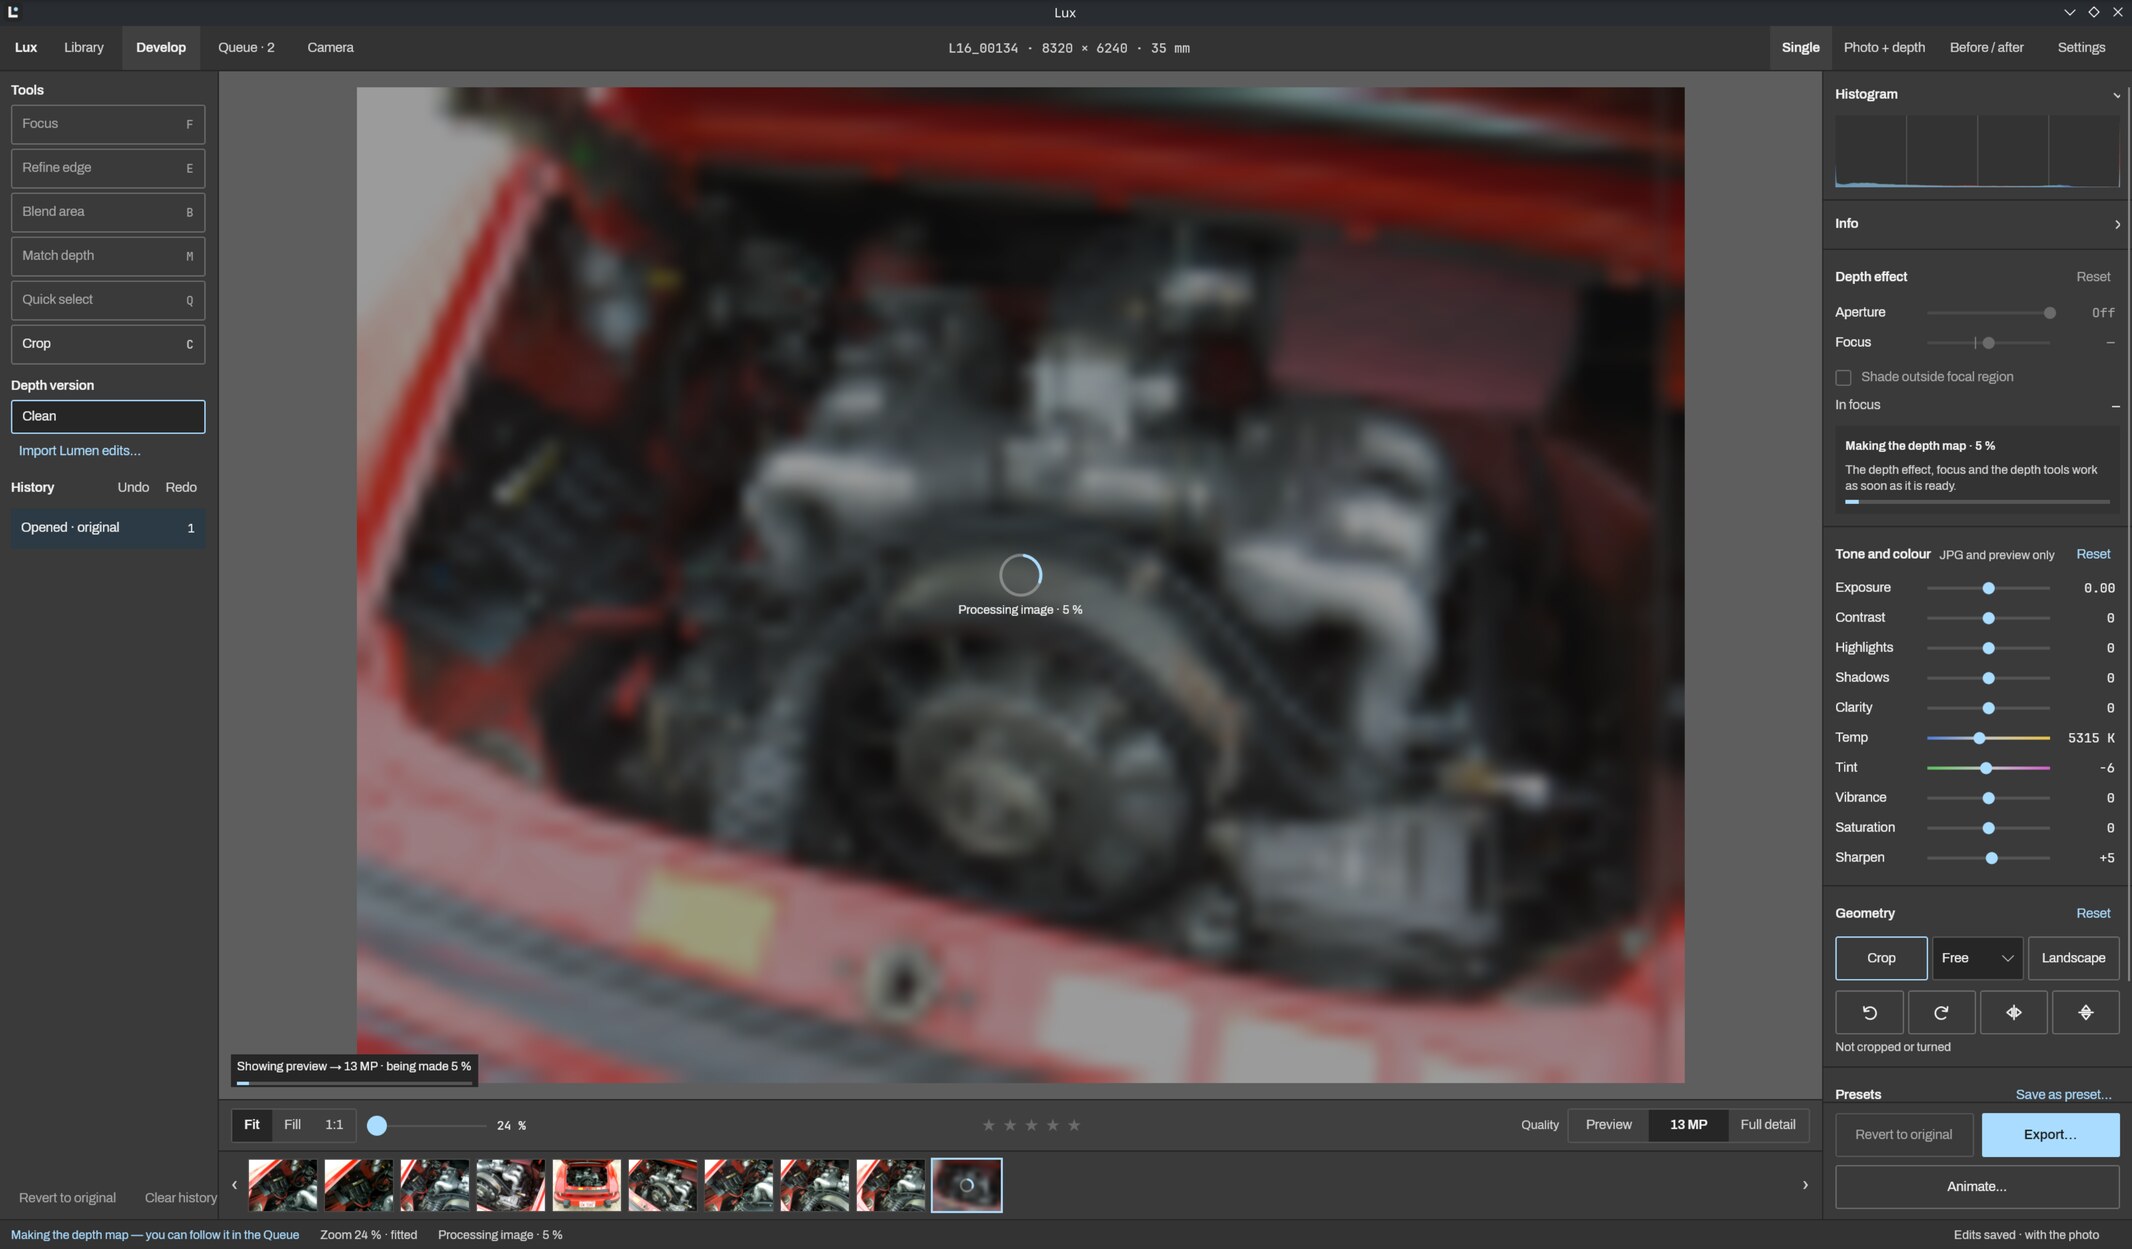 Lux
Lux Library Develop Queue · 2 Camera
L16_00134 · 8320 × 6240 · 35 mm
Single Photo + depth Before / after Settings
Tools
Focus F
Refine edge E
Blend area B
Match depth M
Quick select Q
Crop C
Depth version
Clean
Import Lumen edits...
History Undo Redo
Opened · original 1
Revert to original Clear history
Processing image · 5 %
Showing preview → 13 MP · being made 5 %
Fit Fill 1:1 24 %
Quality Preview 13 MP Full detail
Histogram
Info
Depth effect Reset
Aperture Off
Focus –
Shade outside focal region
In focus –
Making the depth map · 5 %
The depth effect, focus and the depth tools work
as soon as it is ready.
Tone and colour JPG and preview only Reset
Exposure 0.00
Contrast 0
Highlights 0
Shadows 0
Clarity 0
Temp 5315 K
Tint -6
Vibrance 0
Saturation 0
Sharpen +5
Geometry Reset
Crop Free Landscape
Not cropped or turned
Presets Save as preset...
Revert to original Export...
Animate...
Making the depth map — you can follow it in the Queue Zoom 24 % · fitted Processing image · 5 % Edits saved · with the photo